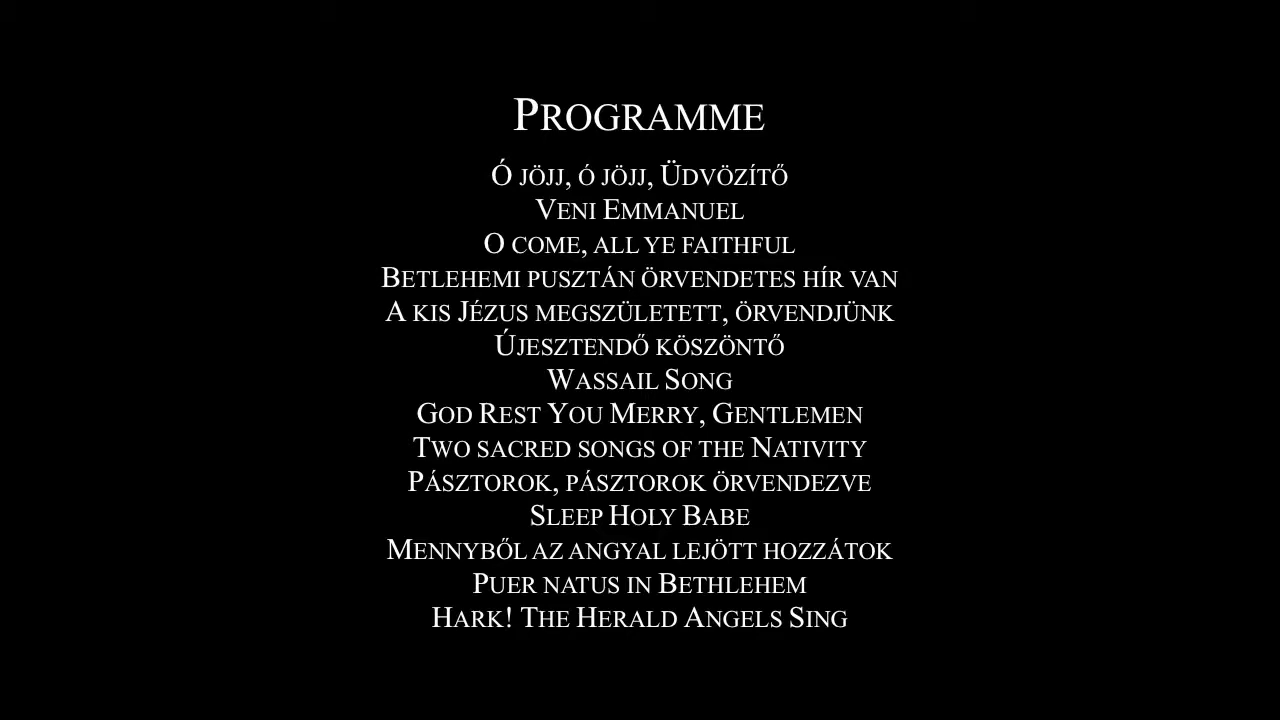 Programme
Ó jöjj, ó jöjj, Üdvözítő
Veni Emmanuel
O come, all ye faithful
Betlehemi pusztán örvendetes hír van
A kis Jézus megszületett, örvendjünk
Újesztendő köszöntő
Wassail Song
God Rest You Merry, Gentlemen
Two sacred songs of the Nativity
Pásztorok, pásztorok örvendezve
Sleep Holy Babe
Mennyből az angyal lejött hozzátok
Puer natus in Bethlehem
Hark! The Herald Angels Sing